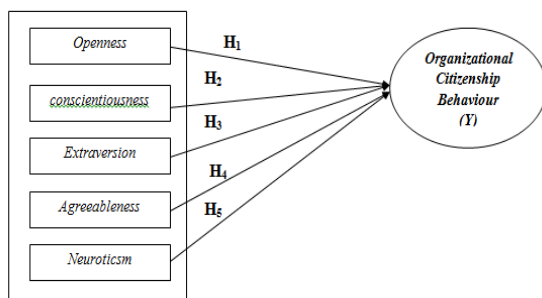 Openness
H1
Organizational
Citizenship
Behaviour
(Y)
H2
conscientiousness
H3
Extraversion
H4
Agreeableness
H5
Neuroticsm